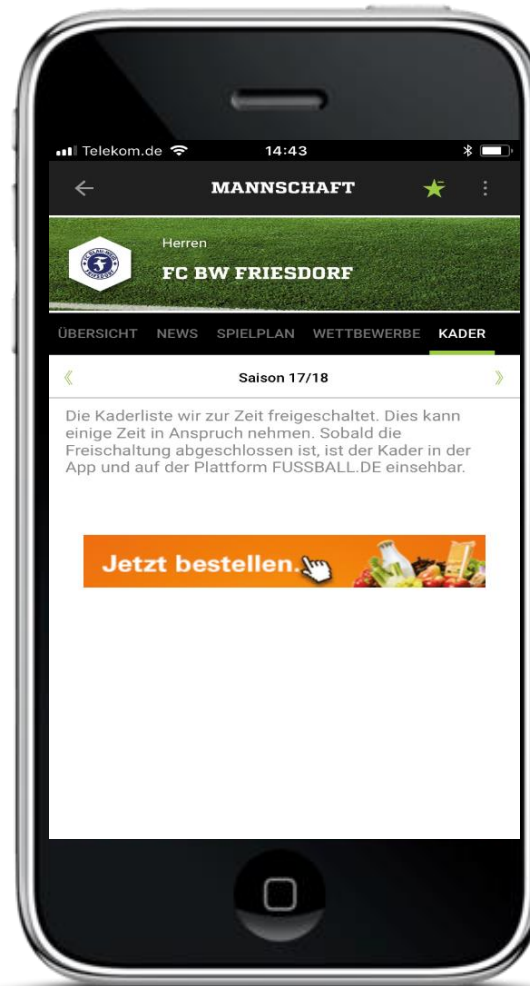 Telekom.de 14:43
MANNSCHAFT
Herren
FC BW FRIESDORF
ÜBERSICHT NEWS SPIELPLAN WETTBEWERBE KADER
Saison 17/18
Die Kaderliste wir zur Zeit freigeschaltet. Dies kann
einige Zeit in Anspruch nehmen. Sobald die
Freischaltung abgeschlossen ist, ist der Kader in der
App und auf der Plattform FUSSBALL.DE einsehbar.
Jetzt bestellen.